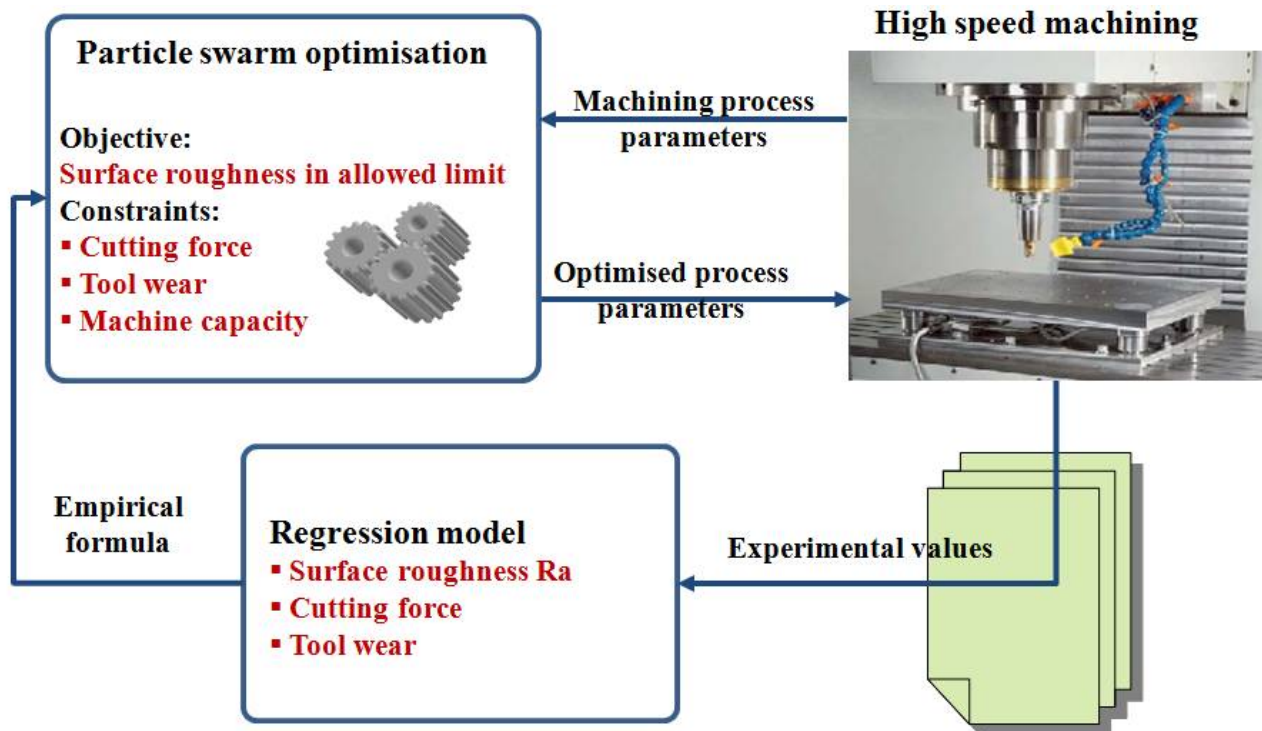 Particle swarm optimisation
Objective:
Surface roughness in allowed limit
Constraints:
▪ Cutting force
▪ Tool wear
▪ Machine capacity
Machining process
parameters
Optimised process
parameters
High speed machining
Empirical
formula
Regression model
▪ Surface roughness Ra
▪ Cutting force
▪ Tool wear
Experimental values